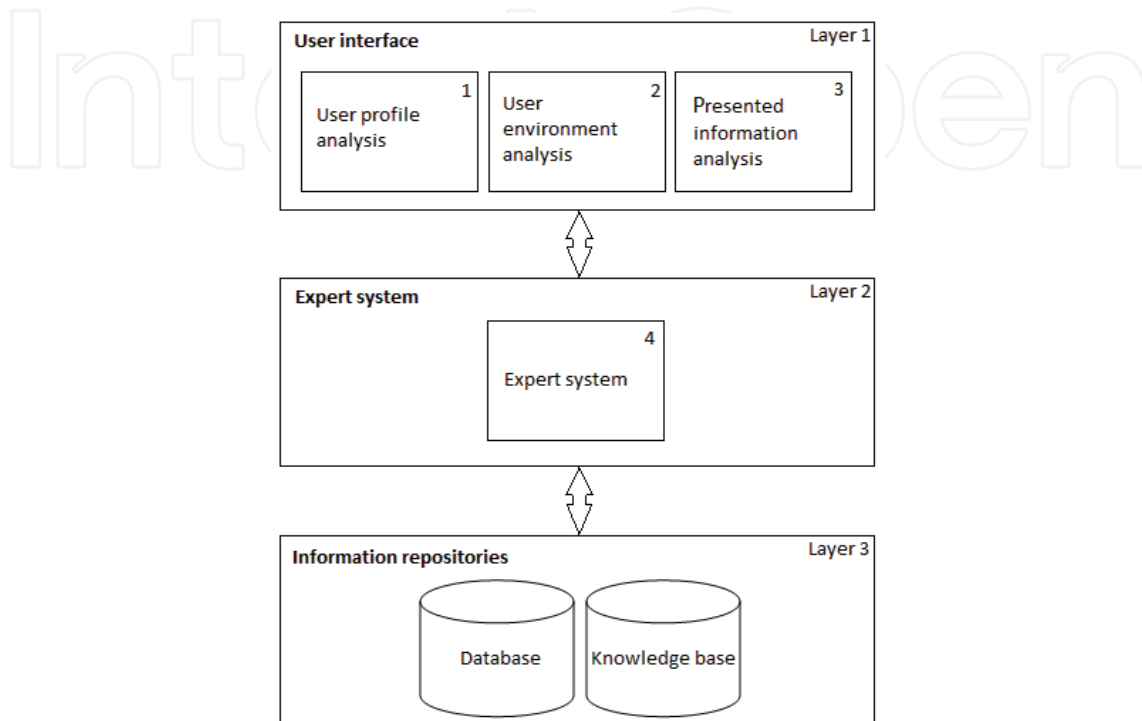 User interface
Layer 1
1
User profile
analysis
2
User
environment
analysis
3
Presented
information
analysis
Expert system
Layer 2
4
Expert system
Information repositories
Layer 3
Database
Knowledge base